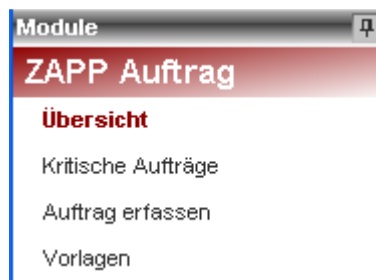 Module
ZAPP Auftrag
Übersicht
Kritische Aufträge
Auftrag erfassen
Vorlagen